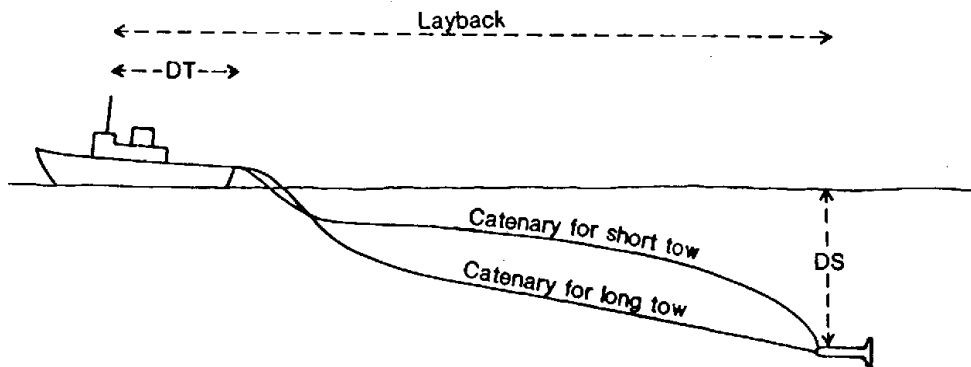 Layback
DT
Catenary for short tow
DS
Catenary for long tow